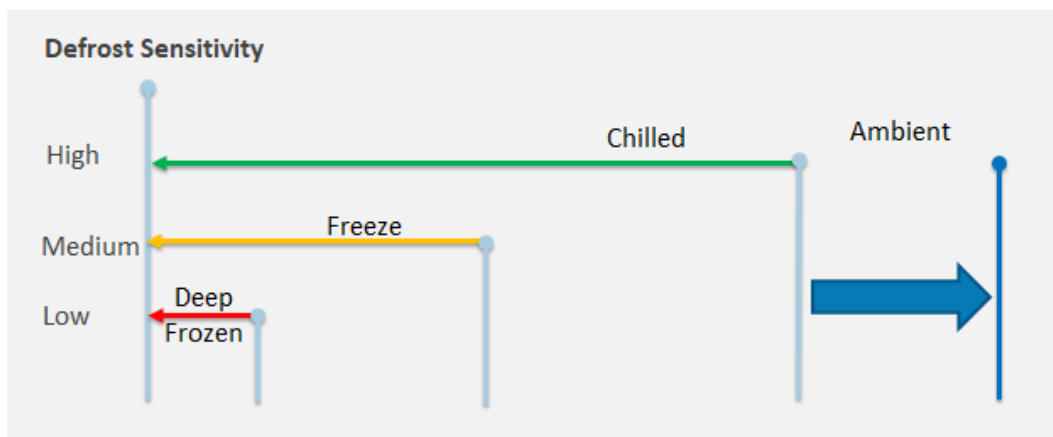 Defrost Sensitivity
Ambient
High
Chilled
Medium
Freeze
Low
Deep
Frozen